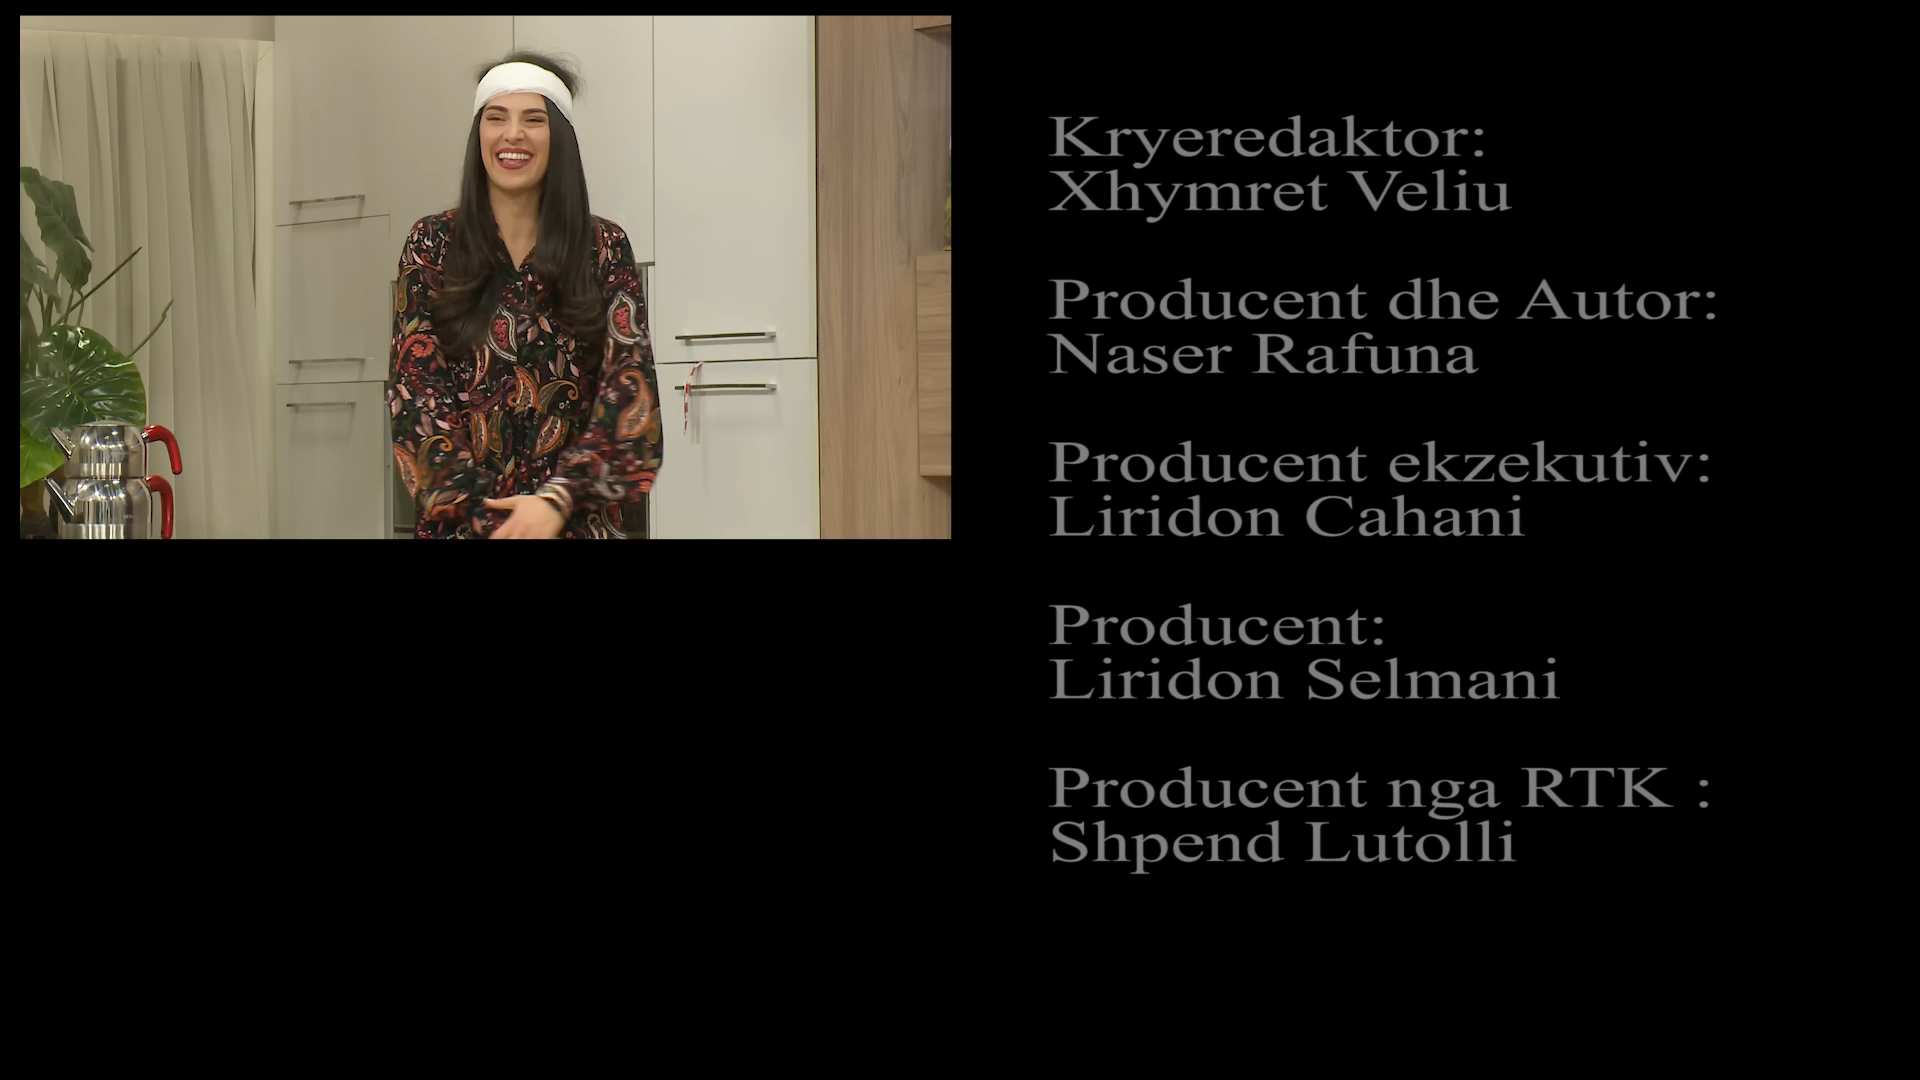 Kryeredaktor:
Xhymret Veliu
Producent dhe Autor:
Naser Rafuna
Producent ekzekutiv:
Liridon Cahani
Producent:
Liridon Selmani
Producent nga RTK :
Shpend Lutolli